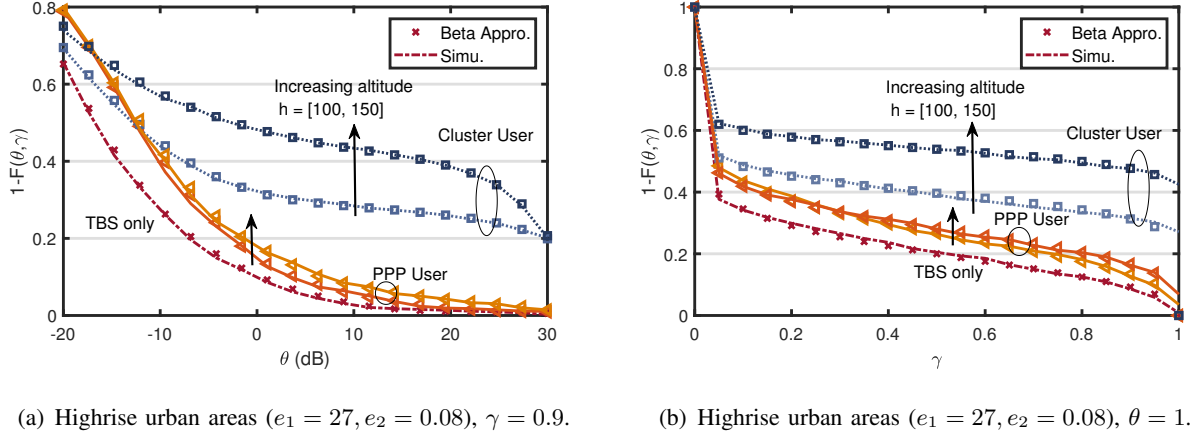 0.8
0.6
0.4
0.2
0
1-F(θ,γ)
Beta Appro.
Simu.
Increasing altitude
h = [100, 150]
Cluster User
TBS only
PPP User
-20
-10
0
10
20
30
θ (dB)
1
0.8
0.6
0.4
0.2
0
1-F(θ,γ)
Beta Appro.
Simu.
Increasing altitude
h = [100, 150]
Cluster User
PPP User
TBS only
0
0.2
0.4
0.6
0.8
1
γ
(a) Highrise urban areas (e₁ = 27, e₂ = 0.08), γ = 0.9.
(b) Highrise urban areas (e₁ = 27, e₂ = 0.08), θ = 1.